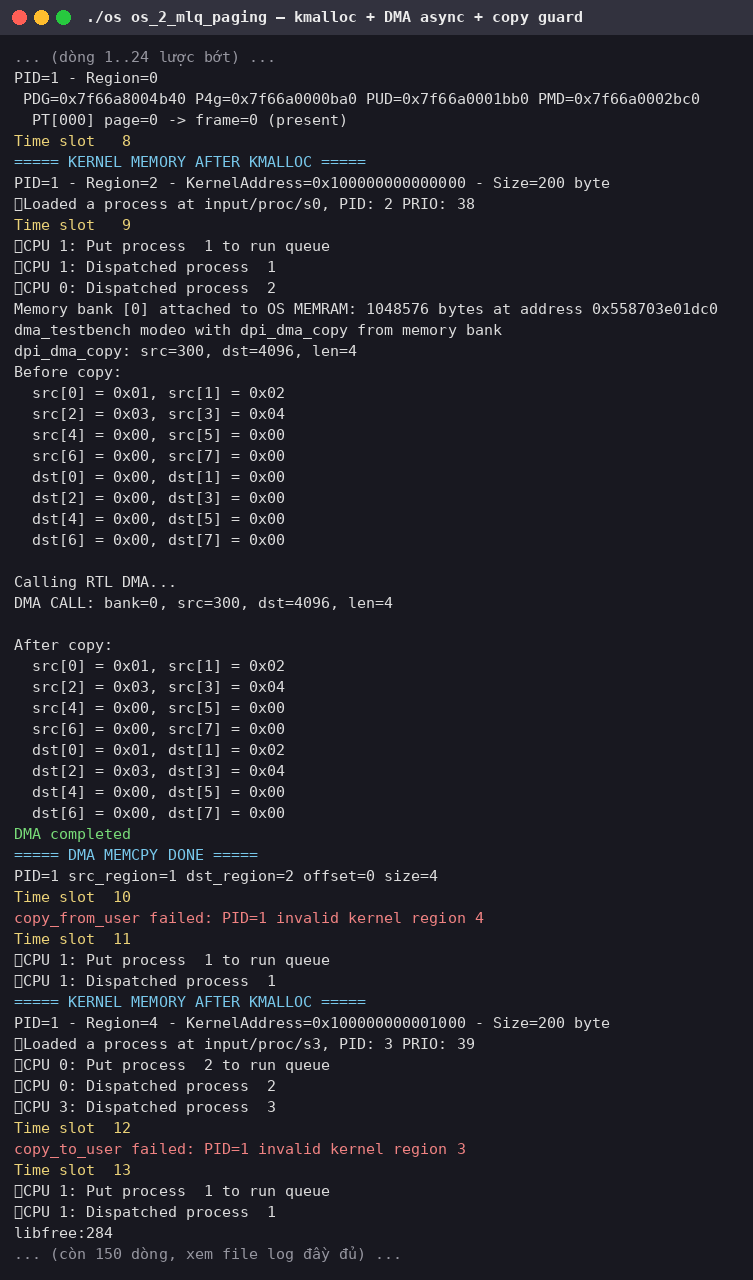 ./os os_2_mlq_paging — kmalloc + DMA async + copy guard
... (dòng 1..24 lược bớt) ...
PID=1 - Region=0
 PDG=0x7f66a8004b40 P4g=0x7f66a0000ba0 PUD=0x7f66a0001bb0 PMD=0x7f66a0002bc0
  PT[000] page=0 -> frame=0 (present)
Time slot   8
===== KERNEL MEMORY AFTER KMALLOC =====
PID=1 - Region=2 - KernelAddress=0x100000000000000 - Size=200 byte
Loaded a process at input/proc/s0, PID: 2 PRIO: 38
Time slot   9
CPU 1: Put process  1 to run queue
CPU 1: Dispatched process  1
CPU 0: Dispatched process  2
Memory bank [0] attached to OS MEMRAM: 1048576 bytes at address 0x558703e01dc0
dma_testbench modeo with dpi_dma_copy from memory bank
dpi_dma_copy: src=300, dst=4096, len=4
Before copy:
  src[0] = 0x01, src[1] = 0x02
  src[2] = 0x03, src[3] = 0x04
  src[4] = 0x00, src[5] = 0x00
  src[6] = 0x00, src[7] = 0x00
  dst[0] = 0x00, dst[1] = 0x00
  dst[2] = 0x00, dst[3] = 0x00
  dst[4] = 0x00, dst[5] = 0x00
  dst[6] = 0x00, dst[7] = 0x00
Calling RTL DMA...
DMA CALL: bank=0, src=300, dst=4096, len=4
After copy:
  src[0] = 0x01, src[1] = 0x02
  src[2] = 0x03, src[3] = 0x04
  src[4] = 0x00, src[5] = 0x00
  src[6] = 0x00, src[7] = 0x00
  dst[0] = 0x01, dst[1] = 0x02
  dst[2] = 0x03, dst[3] = 0x04
  dst[4] = 0x00, dst[5] = 0x00
  dst[6] = 0x00, dst[7] = 0x00
DMA completed
===== DMA MEMCPY DONE =====
PID=1 src_region=1 dst_region=2 offset=0 size=4
Time slot  10
copy_from_user failed: PID=1 invalid kernel region 4
Time slot  11
CPU 1: Put process  1 to run queue
CPU 1: Dispatched process  1
===== KERNEL MEMORY AFTER KMALLOC =====
PID=1 - Region=4 - KernelAddress=0x100000000001000 - Size=200 byte
Loaded a process at input/proc/s3, PID: 3 PRIO: 39
CPU 0: Put process  2 to run queue
CPU 0: Dispatched process  2
CPU 3: Dispatched process  3
Time slot  12
copy_to_user failed: PID=1 invalid kernel region 3
Time slot  13
CPU 1: Put process  1 to run queue
CPU 1: Dispatched process  1
libfree:284
... (còn 150 dòng, xem file log đầy đủ) ...